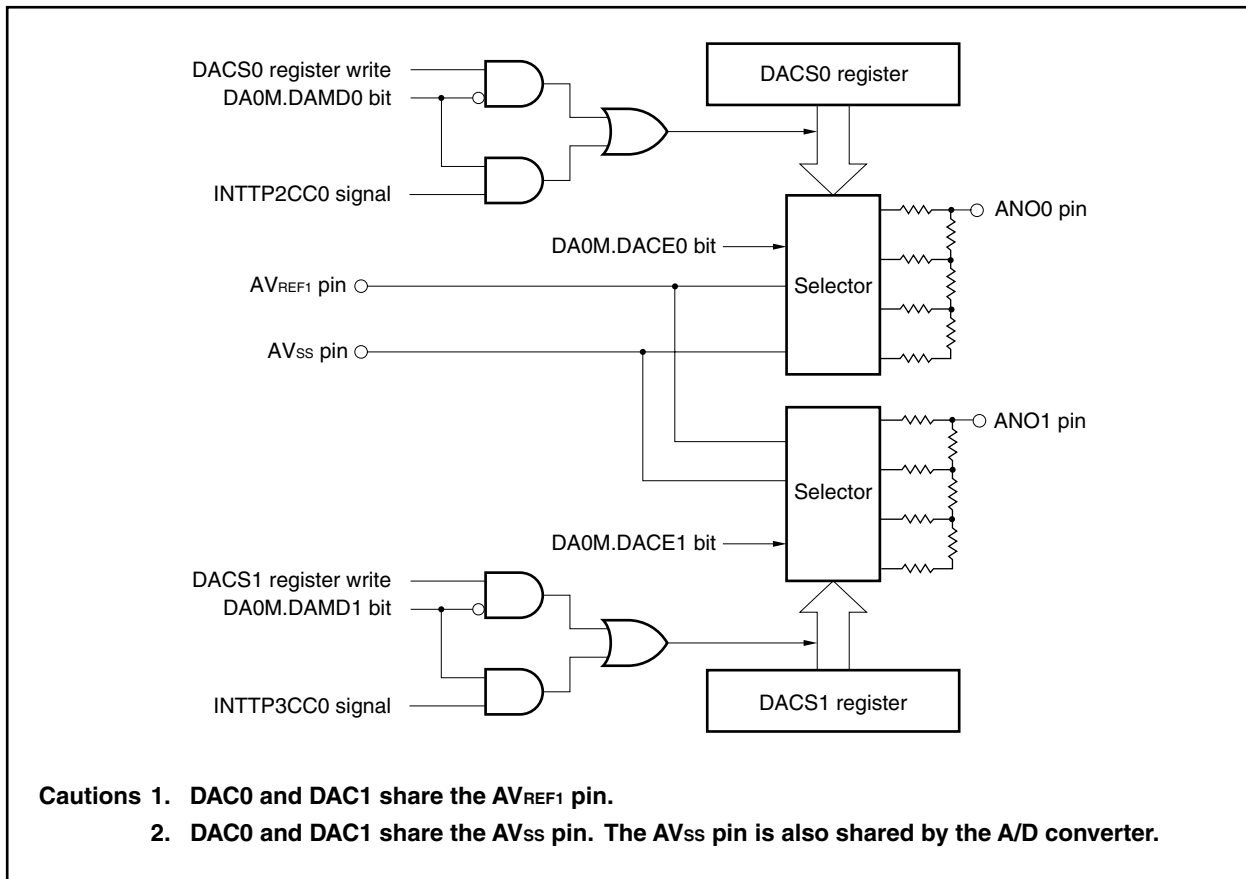 DACS0 register write
DA0M.DAMD0 bit
INTTP2CC0 signal
DACS0 register
DA0M.DACE0 bit
Selector
ANO0 pin
AVREF1 pin
AVSS pin
ANO1 pin
Selector
DA0M.DACE1 bit
DACS1 register write
DA0M.DAMD1 bit
INTTP3CC0 signal
DACS1 register
Cautions 1. DAC0 and DAC1 share the AVREF1 pin.
2. DAC0 and DAC1 share the AVSS pin. The AVSS pin is also shared by the A/D converter.